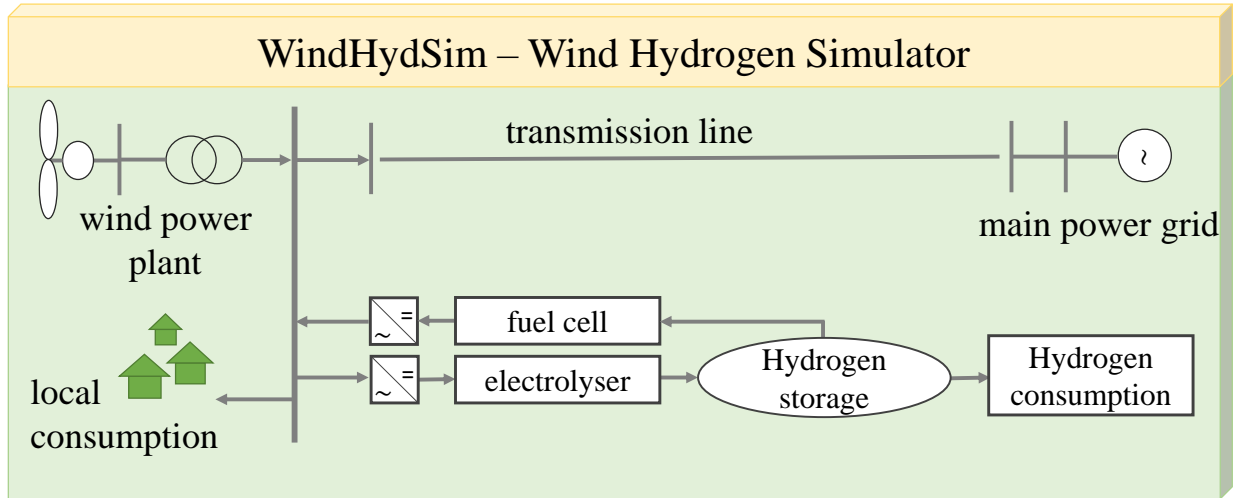 WindHydSim – Wind Hydrogen Simulator
transmission line
~
wind power
plant
main power grid
=
~
fuel cell
=
~
electrolyser
Hydrogen
storage
Hydrogen
consumption
local
consumption